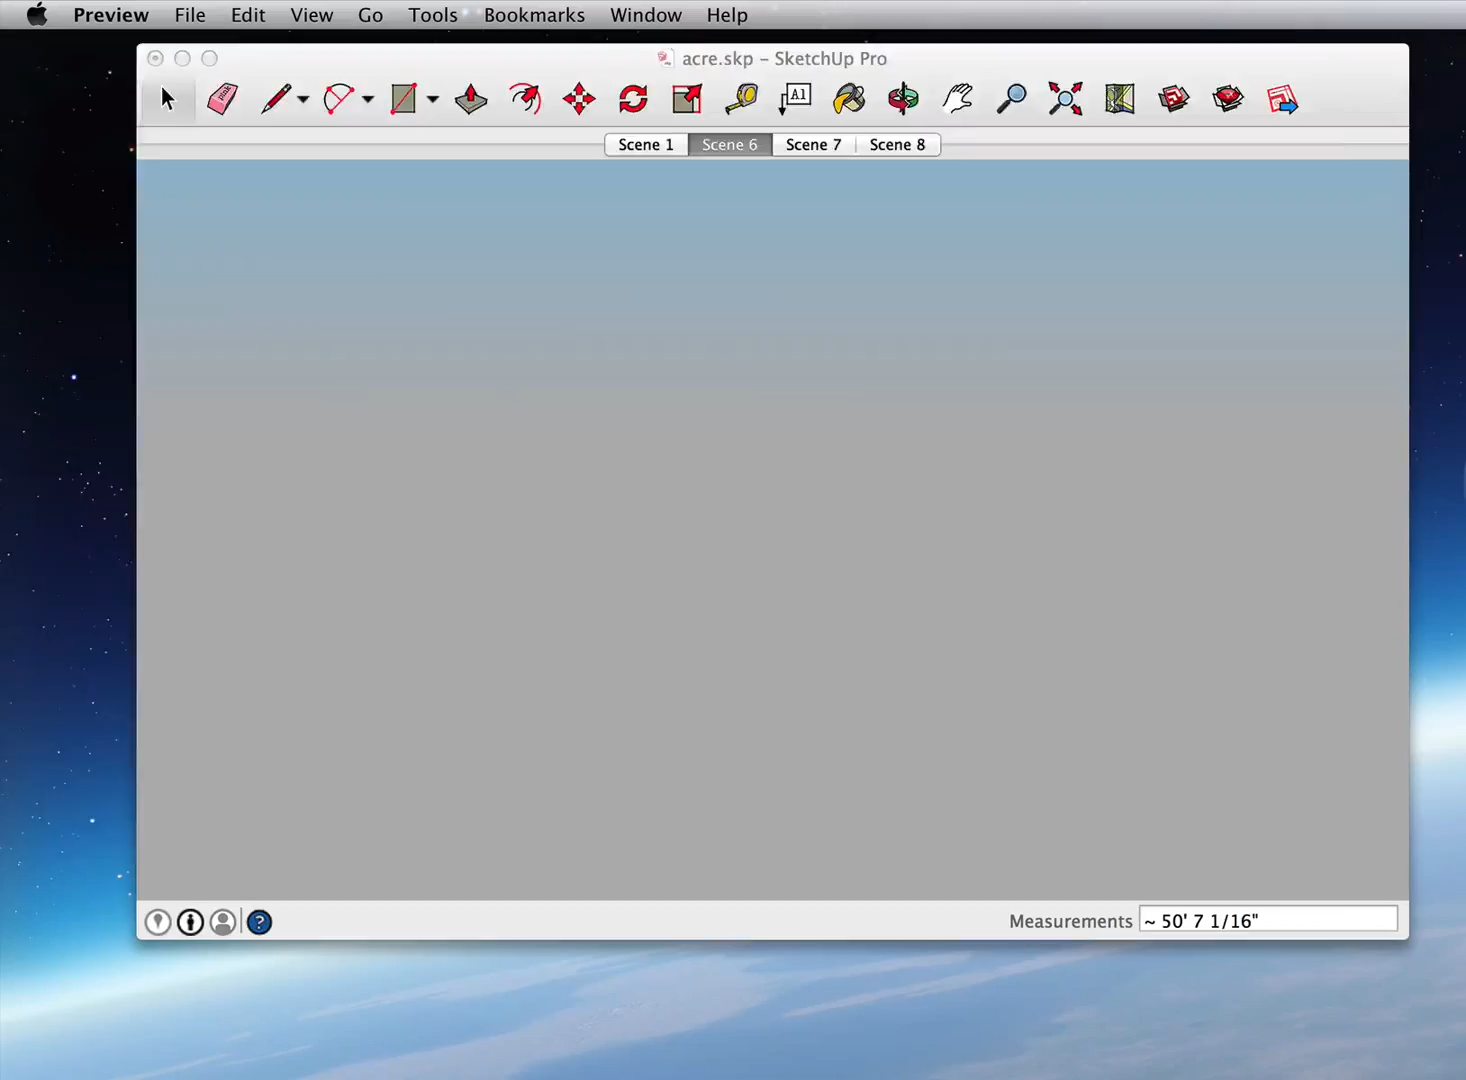 Preview File Edit View Go Tools Bookmarks Window Help
acre.skp – SketchUp Pro
A1
Scene 1 Scene 6 Scene 7 Scene 8
?
Measurements ~ 50' 7 1/16"